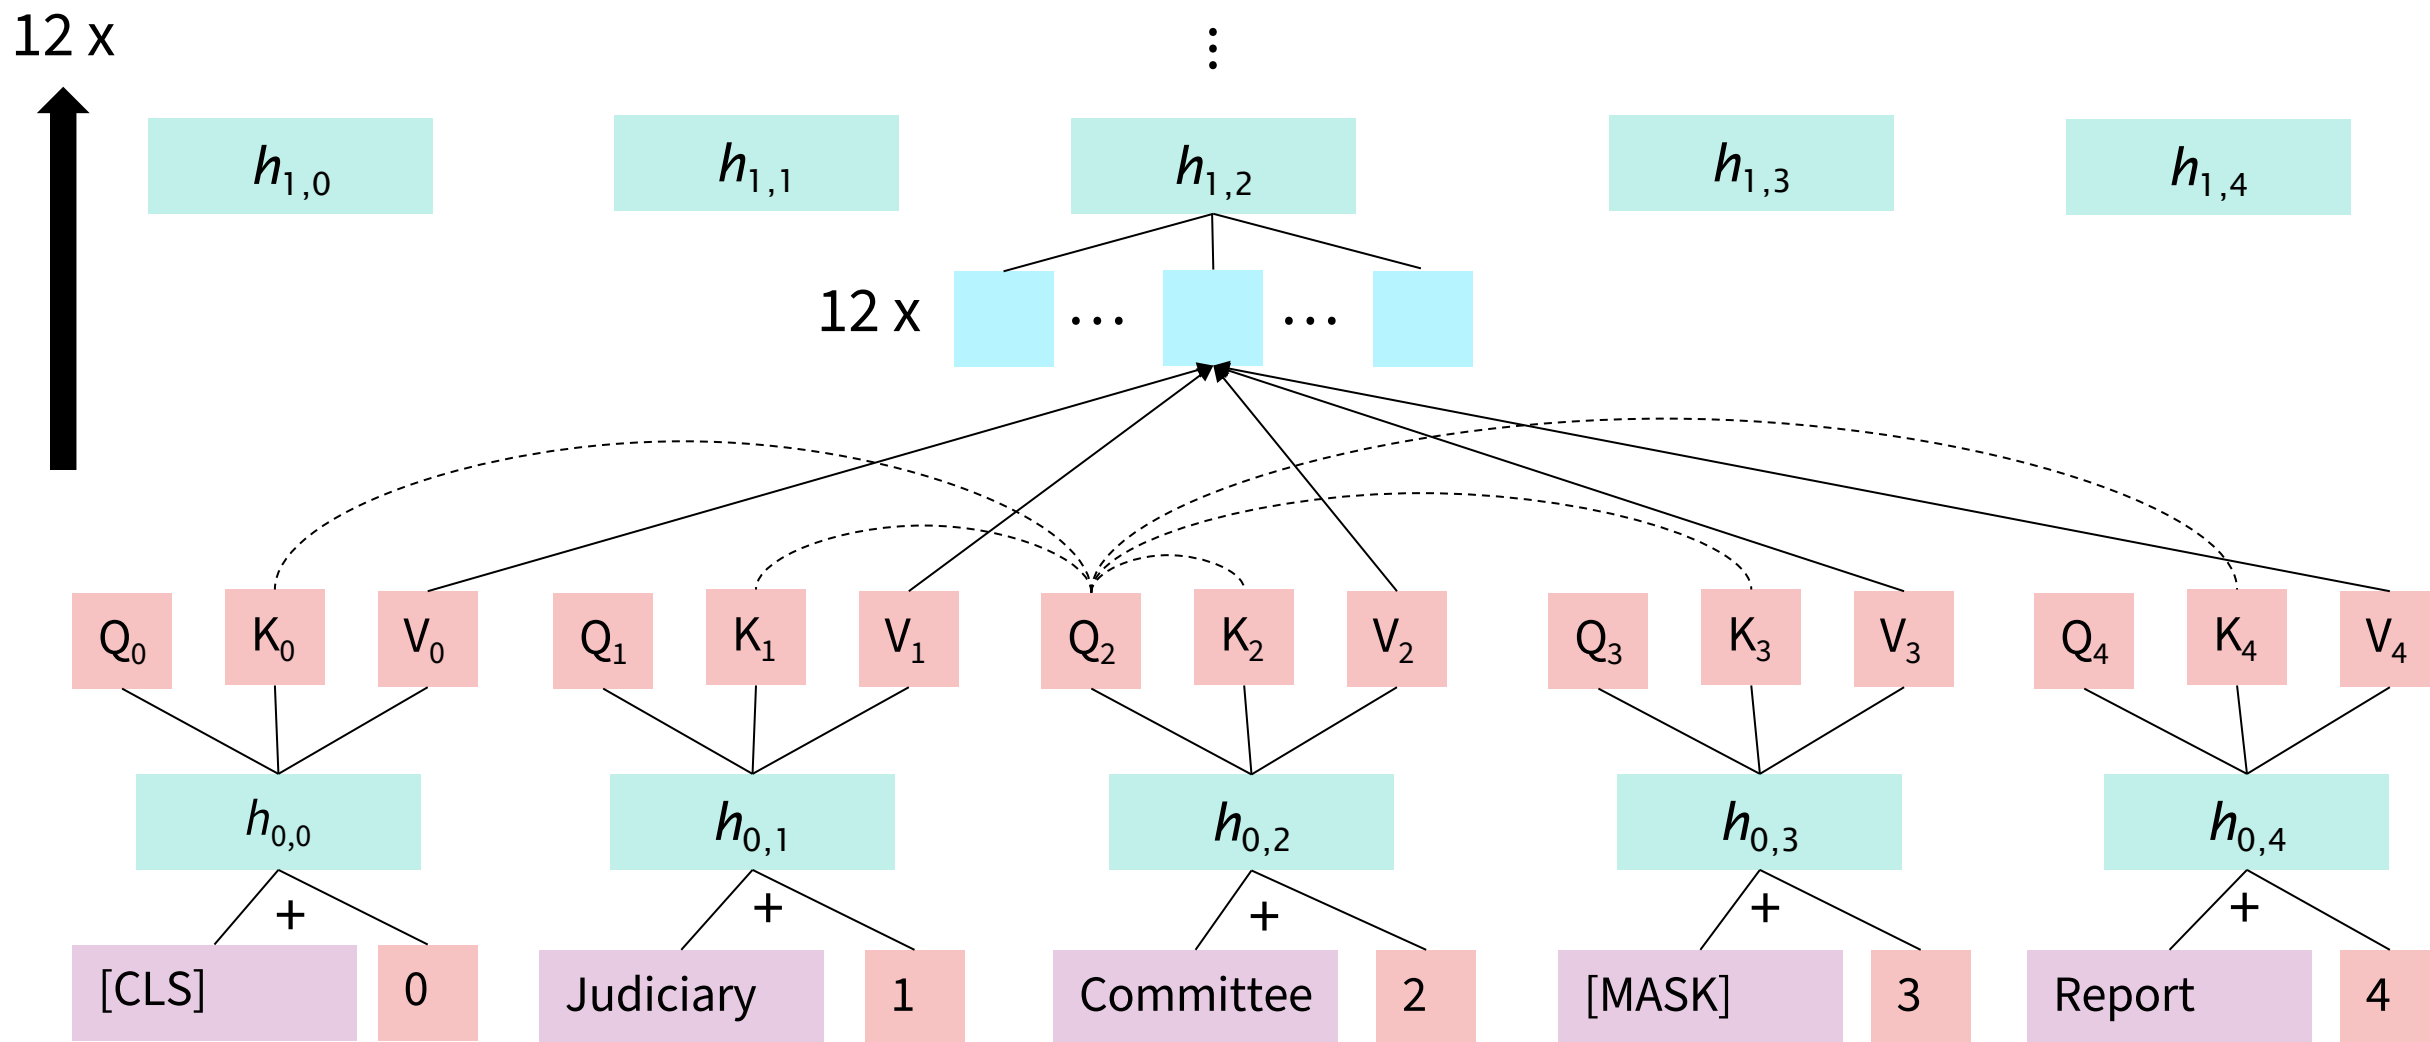 12 x
⋮
h1,0 h1,1 h1,2 h1,3 h1,4
12 x ... ...
Q0 K0 V0 Q1 K1 V1 Q2 K2 V2 Q3 K3 V3 Q4 K4 V4
h0,0 h0,1 h0,2 h0,3 h0,4
+ + + + +
[CLS] 0 Judiciary 1 Committee 2 [MASK] 3 Report 4